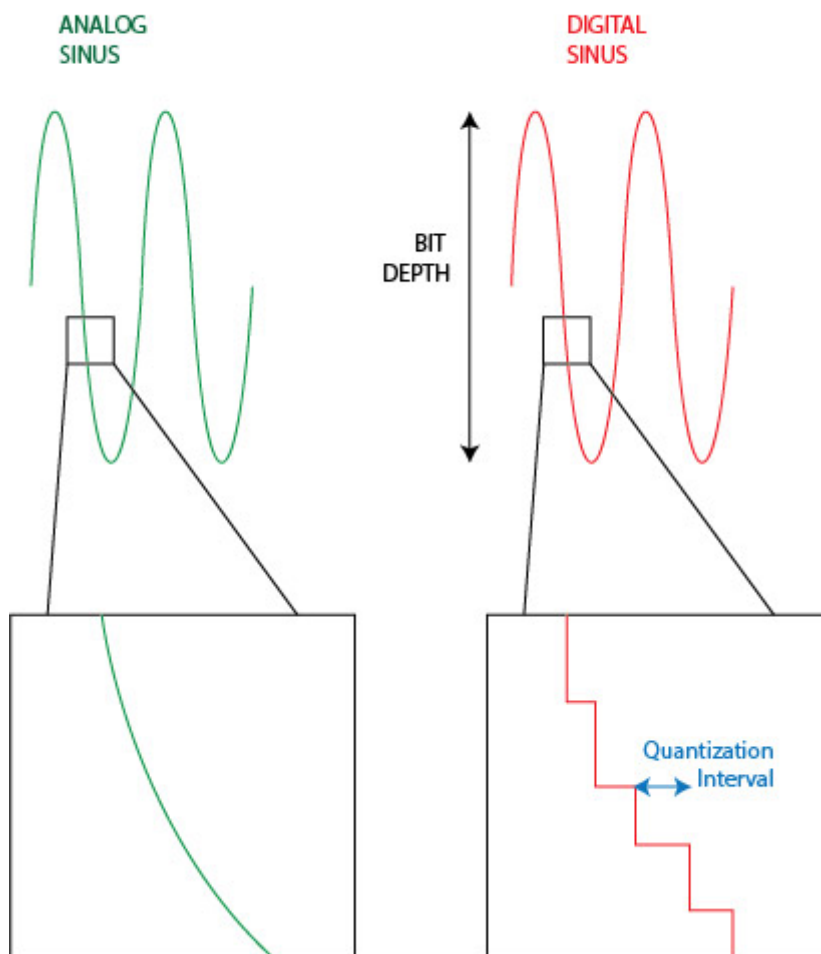 ANALOG
SINUS
DIGITAL
SINUS
BIT
DEPTH
Quantization
Interval